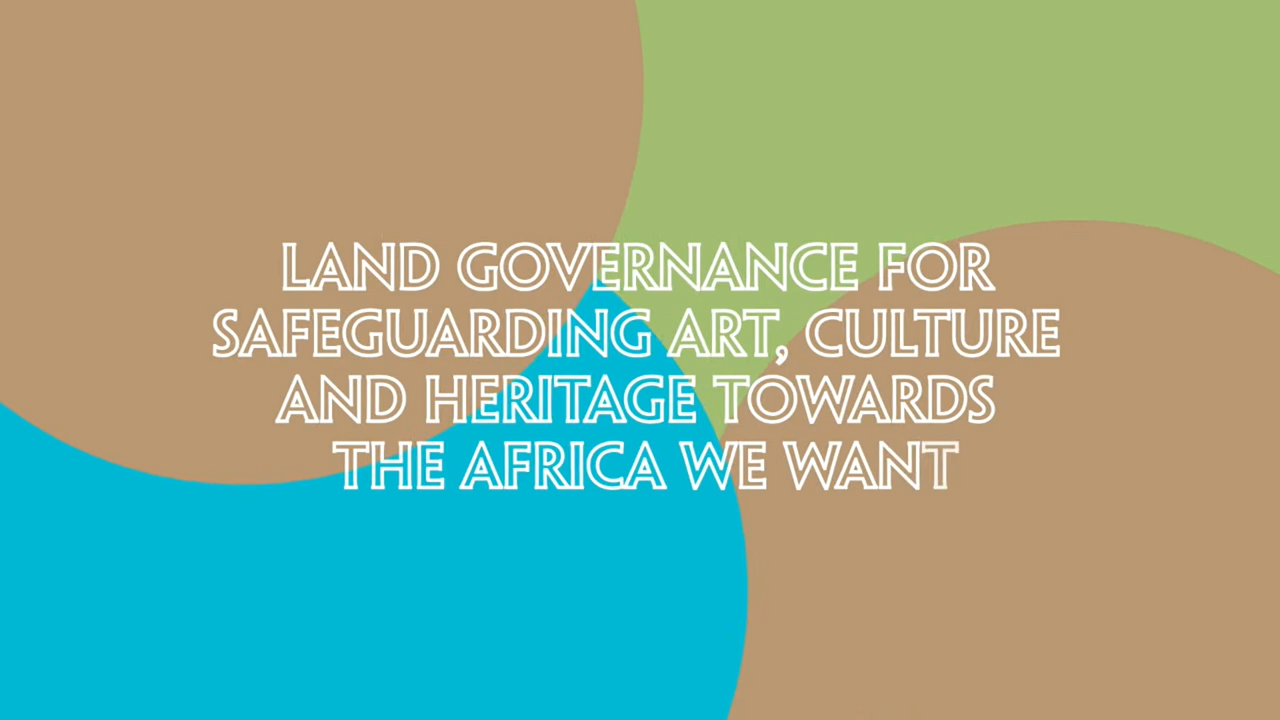 LAND GOVERNANCE FOR
SAFEGUARDING ART, CULTURE
AND HERITAGE TOWARDS
THE AFRICA WE WANT